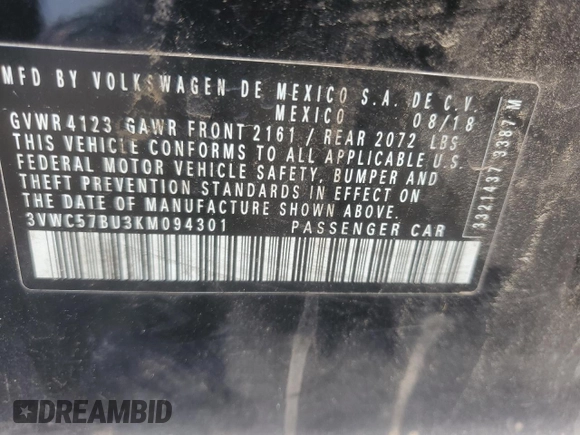 MFD BY VOLKSWAGEN DE MEXICO S.A. DE C.V.
MEXICO 08/18
GVWR 4123 GAWR FRONT 2161 / REAR 2072 LBS
THIS VEHICLE CONFORMS TO ALL APPLICABLE U.S.
FEDERAL MOTOR VEHICLE SAFETY, BUMPER AND
THEFT PREVENTION STANDARDS IN EFFECT ON
THE DATE OF MANUFACTURE SHOWN ABOVE.
3VWC57BU3KM094301 PASSENGER CAR
3321437 3387 M
DREAMBID